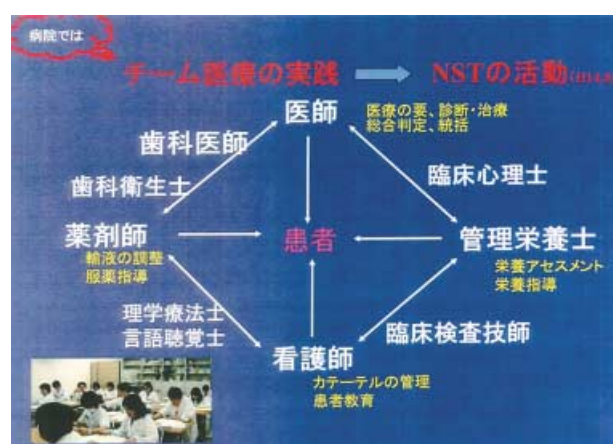 病院では
チーム医療の実践
NSTの活動
医師
医療の要、診断・治療
総合判定、統括
歯科医師
臨床心理士
歯科衛生士
薬剤師
患者
管理栄養士
輸液の調整
服薬指導
栄養アセスメント
栄養指導
理学療法士
言語聴覚士
臨床検査技師
看護師
カテーテルの管理
患者教育